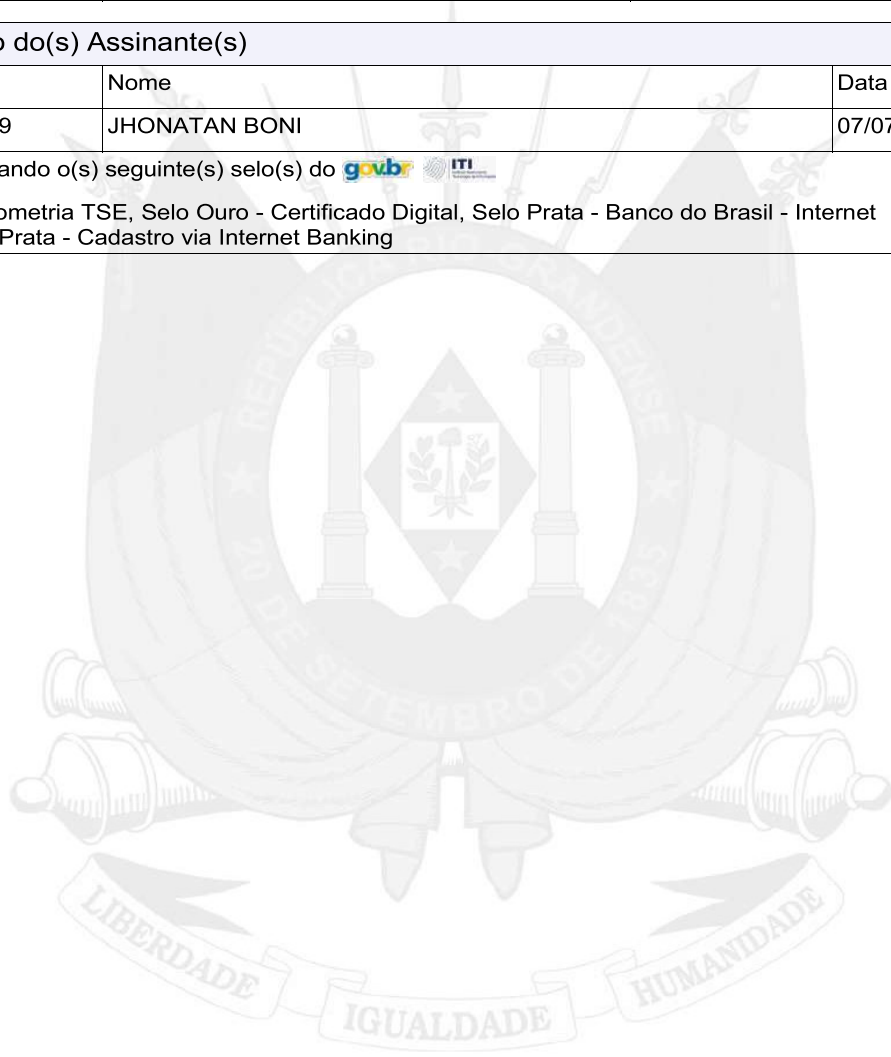 o do(s) Assinante(s)
Nome
Data
9
JHONATAN BONI
07/07
ando o(s) seguinte(s) selo(s) do gov.br ITI
ometria TSE, Selo Ouro - Certificado Digital, Selo Prata - Banco do Brasil - Internet
Prata - Cadastro via Internet Banking
REPÚBLICA RIO GRANDENSE
20 DE SETEMBRO DE 1835
LIBERDADE
IGUALDADE
HUMANIDADE